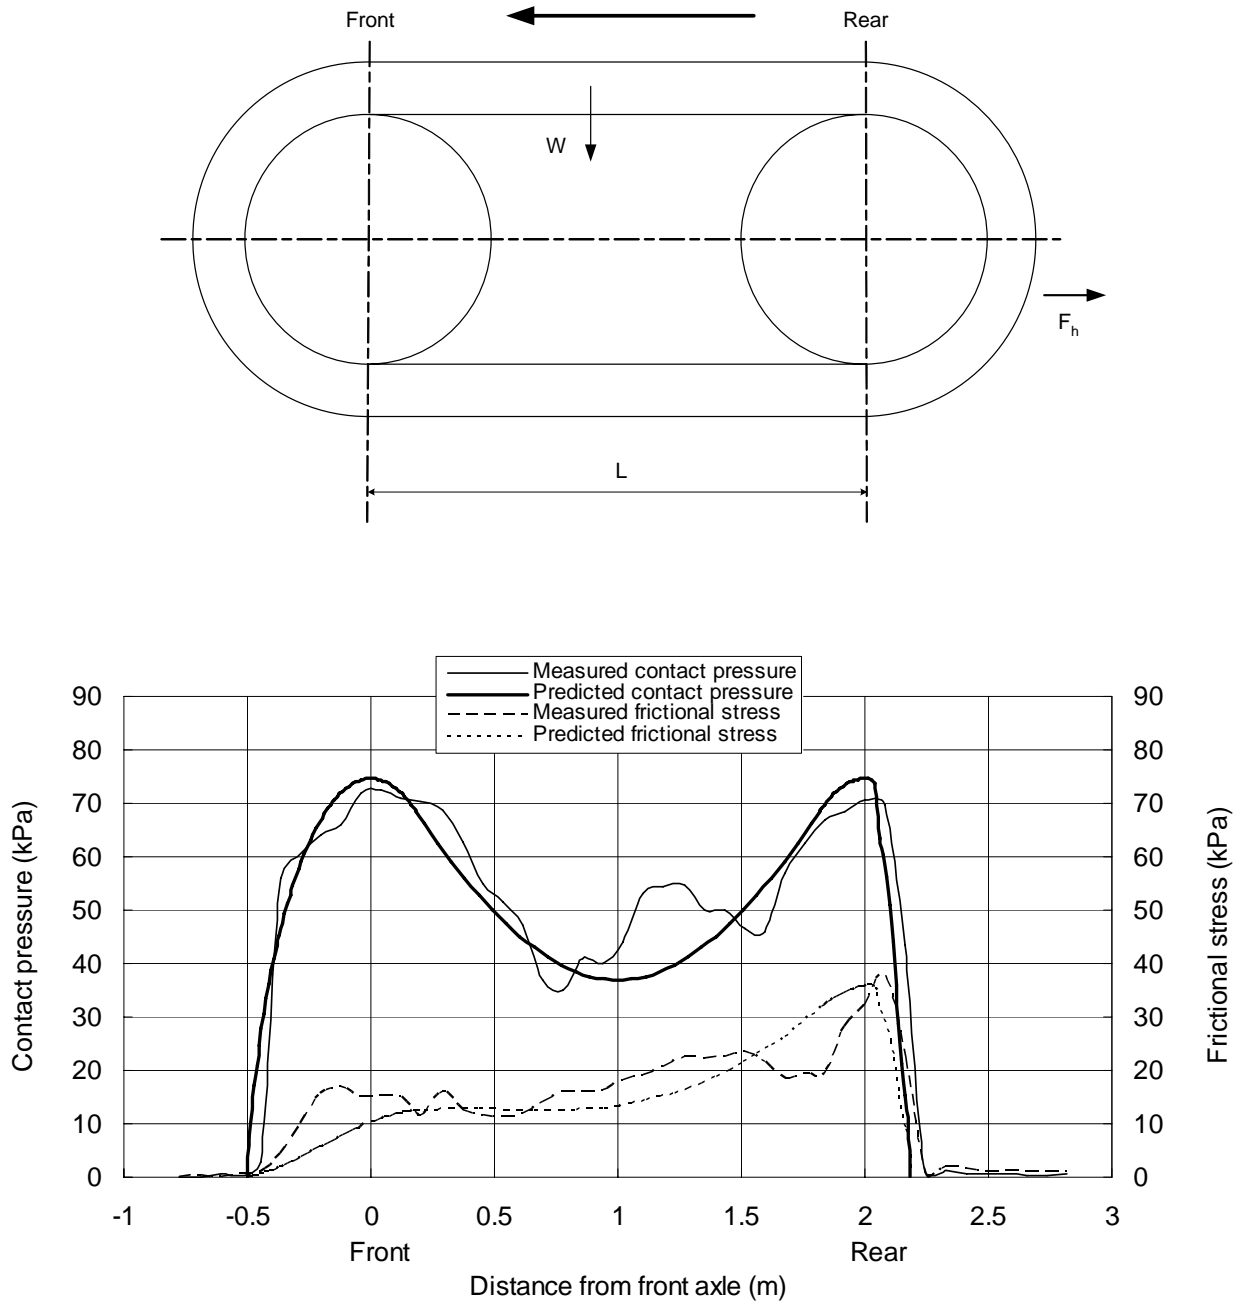 Front
Rear
W
Fh
L
Measured contact pressure
Predicted contact pressure
Measured frictional stress
Predicted frictional stress
90
80
70
60
50
40
30
20
10
0
Contact pressure (kPa)
90
80
70
60
50
40
30
20
10
0
Frictional stress (kPa)
-1 -0.5 0 0.5 1 1.5 2 2.5 3
Front Rear
Distance from front axle (m)